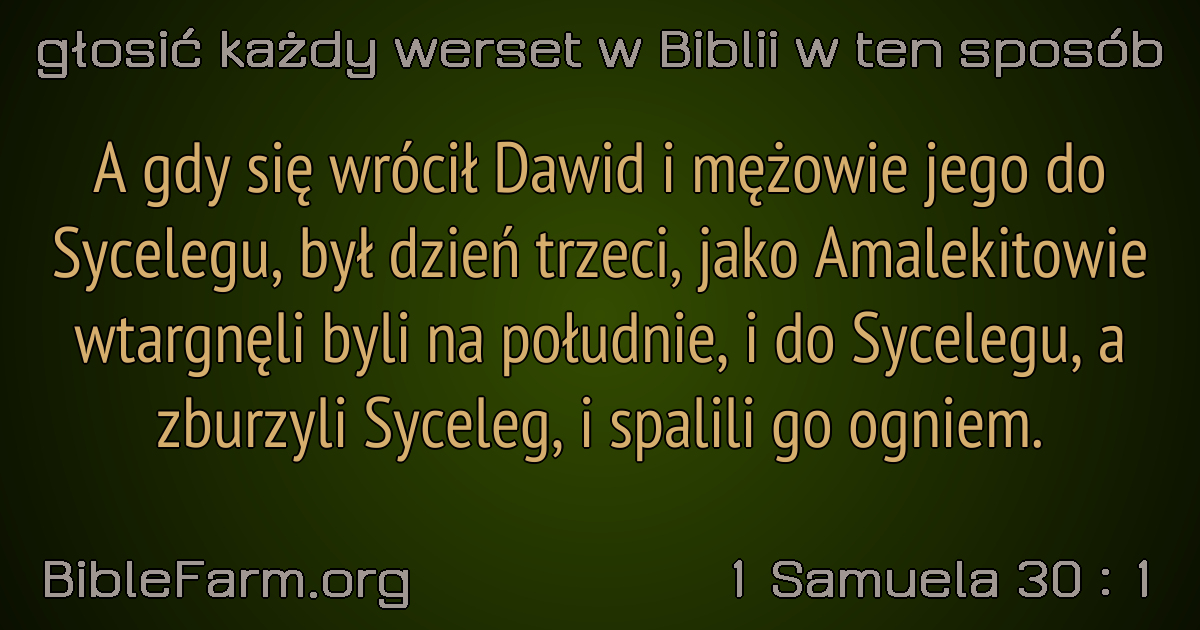 głosić każdy werset w Biblii w ten sposób
A gdy się wrócił Dawid i mężowie jego do
Sycelegu, był dzień trzeci, jako Amalekitowie
wtargnęli byli na południe, i do Sycelegu, a
zburzyli Syceleg, i spalili go ogniem.
BibleFarm.org
1 Samuela 30 : 1